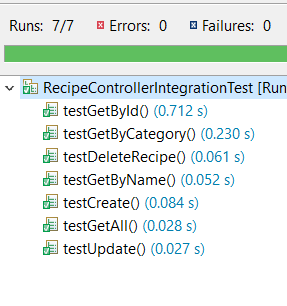 Runs: 7/7 Errors: 0 Failures: 0
RecipeControllerIntegrationTest [Run
testGetById() (0.712 s)
testGetByCategory() (0.230 s)
testDeleteRecipe() (0.061 s)
testGetByName() (0.052 s)
testCreate() (0.084 s)
testGetAll() (0.028 s)
testUpdate() (0.027 s)